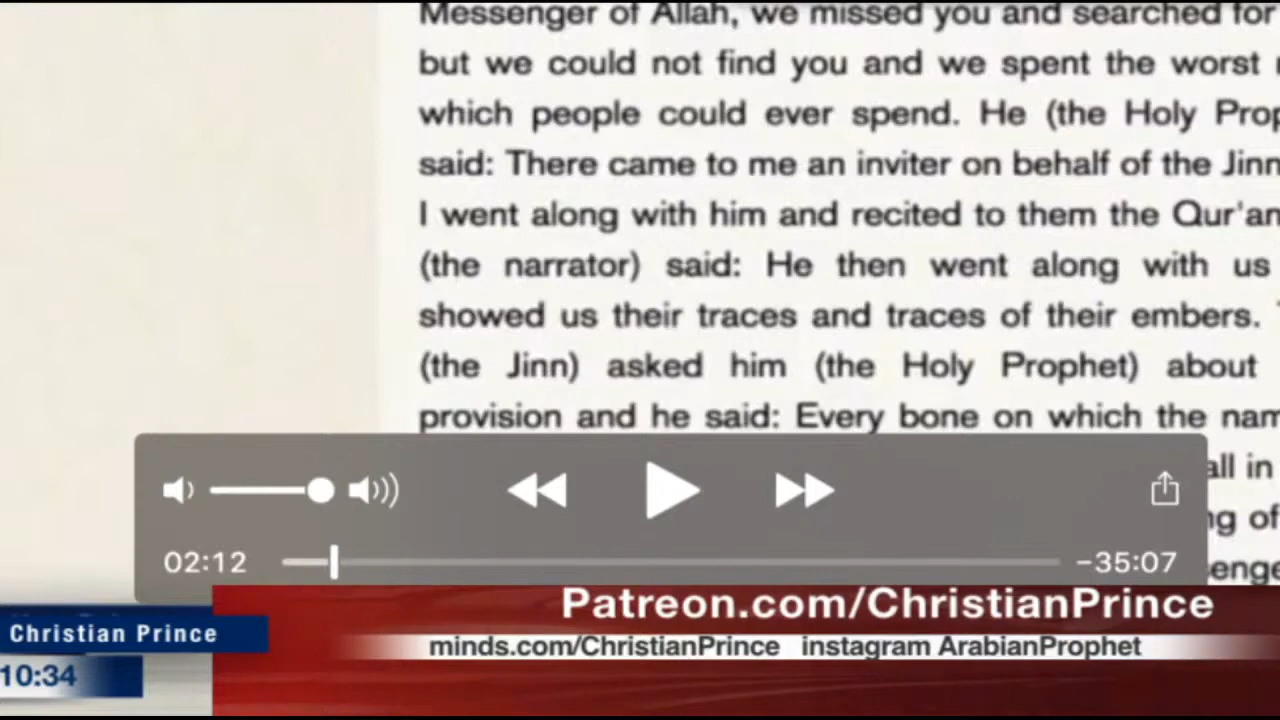 Messenger of Allah, we missed you and searched for
but we could not find you and we spent the worst
which people could ever spend. He (the Holy Prop
said: There came to me an inviter on behalf of the Jinn
I went along with him and recited to them the Qur'an
(the narrator) said: He then went along with us
showed us their traces and traces of their embers.
(the Jinn) asked him (the Holy Prophet) about
provision and he said: Every bone on which the nam
all in
ng of
enge
02:12
-35:07
Patreon.com/ChristianPrince
Christian Prince
minds.com/ChristianPrince instagram ArabianProphet
10:34